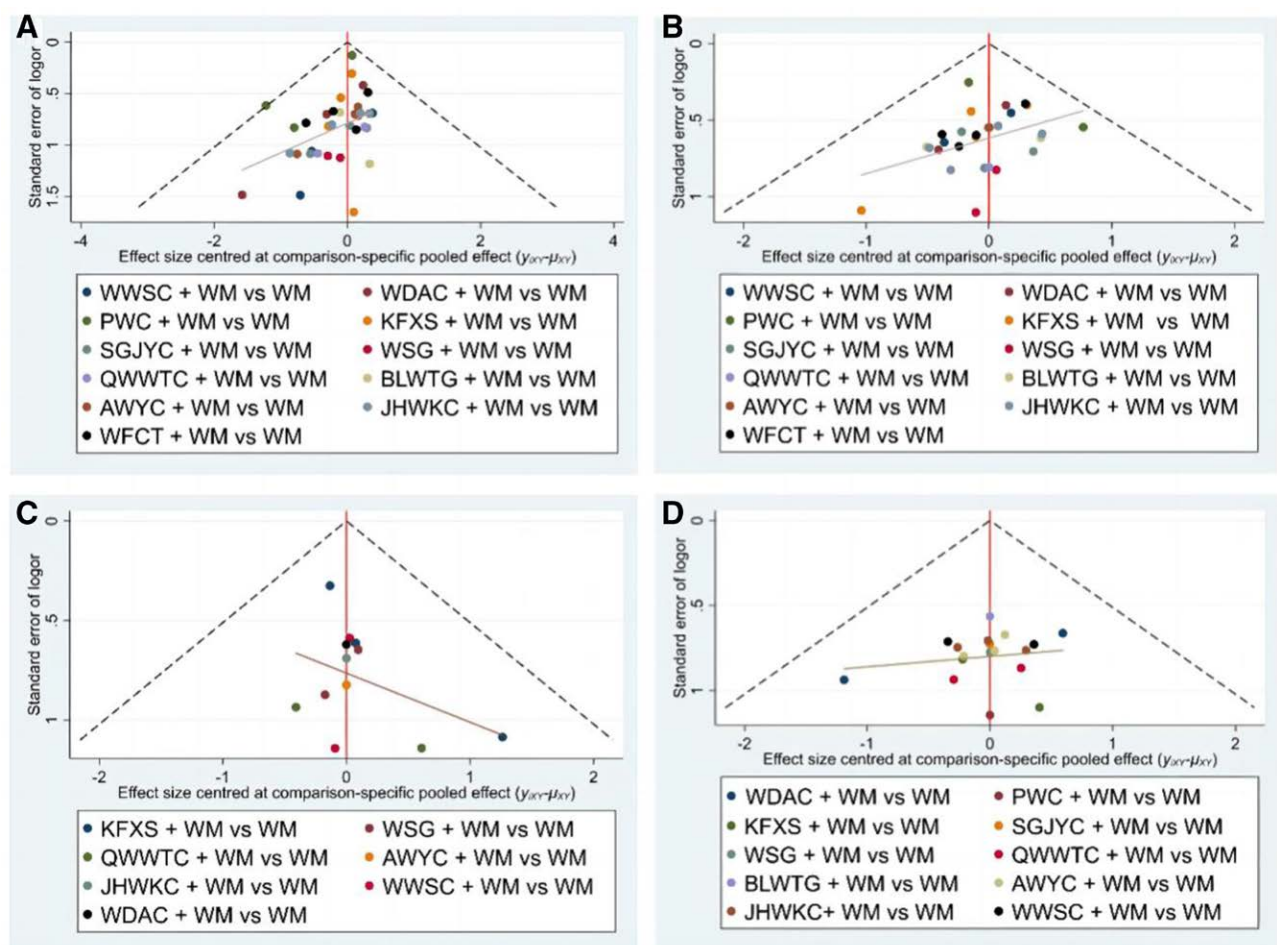 A
Standard error of logor
0
.5
1
1.5
-4 -2 0 2 4
Effect size centred at comparison-specific pooled effect (yiXY-μXY)
WWSC + WM vs WM WDAC + WM vs WM
PWC + WM vs WM KFXS + WM vs WM
SGJYC + WM vs WM WSG + WM vs WM
QWWTC + WM vs WM BLWTG + WM vs WM
AWYC + WM vs WM JHWKC + WM vs WM
WFCT + WM vs WM
B
Standard error of logor
0
.5
1
-2 -1 0 1 2
Effect size centred at comparison-specific pooled effect (yiXY-μXY)
WWSC + WM vs WM WDAC + WM vs WM
PWC + WM vs WM KFXS + WM vs WM
SGJYC + WM vs WM WSG + WM vs WM
QWWTC + WM vs WM BLWTG + WM vs WM
AWYC + WM vs WM JHWKC + WM vs WM
WFCT + WM vs WM
C
Standard error of logor
0
.5
1
-2 -1 0 1 2
Effect size centred at comparison-specific pooled effect (yiXY-μXY)
KFXS + WM vs WM WSG + WM vs WM
QWWTC + WM vs WM AWYC + WM vs WM
JHWKC + WM vs WM WWSC + WM vs WM
WDAC + WM vs WM
D
Standard error of logor
0
.5
1
-2 -1 0 1 2
Effect size centred at comparison-specific pooled effect (yiXY-μXY)
WDAC + WM vs WM PWC + WM vs WM
KFXS + WM vs WM SGJYC + WM vs WM
WSG + WM vs WM QWWTC + WM vs WM
BLWTG + WM vs WM AWYC + WM vs WM
JHWKC+ WM vs WM WWSC + WM vs WM